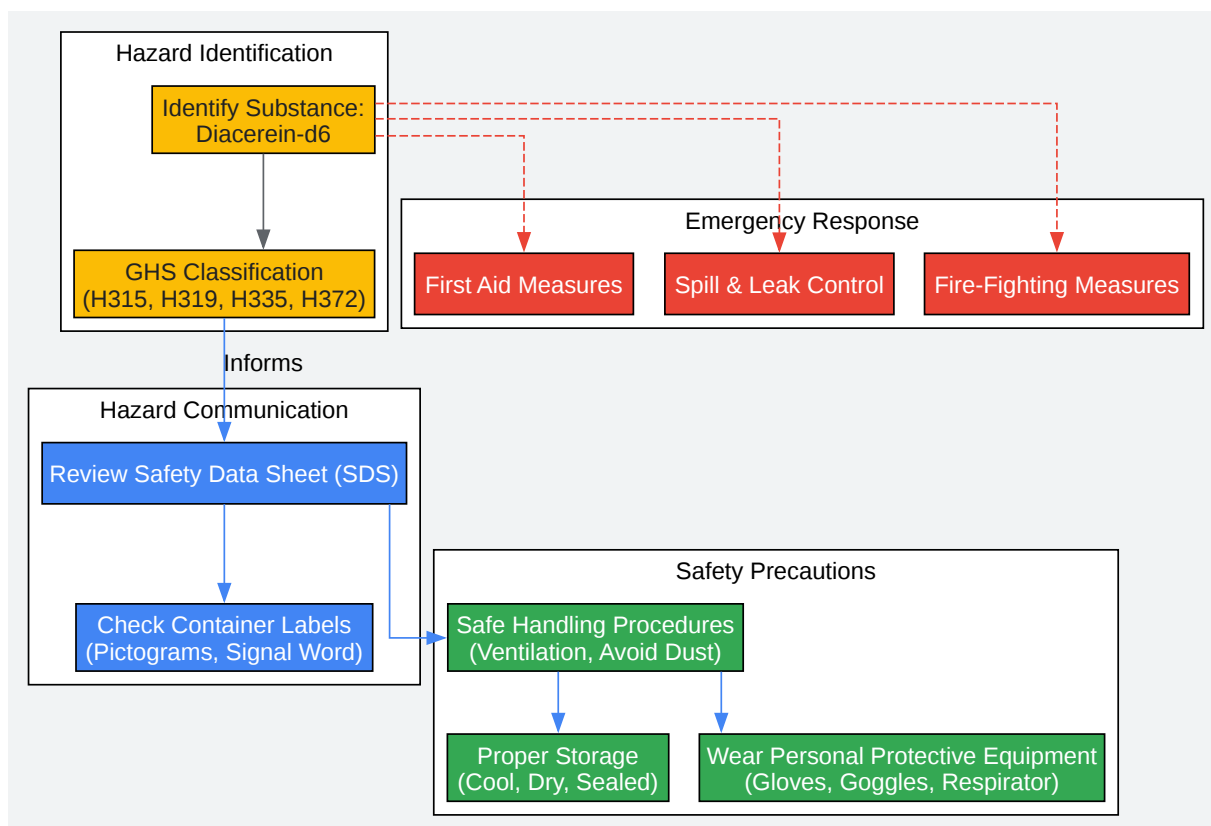 Hazard Identification
Identify Substance:
Diacerein-d6
GHS Classification
(H315, H319, H335, H372)
Emergency Response
First Aid Measures
Spill & Leak Control
Fire-Fighting Measures
Informs
Hazard Communication
Review Safety Data Sheet (SDS)
Check Container Labels
(Pictograms, Signal Word)
Safety Precautions
Safe Handling Procedures
(Ventilation, Avoid Dust)
Proper Storage
(Cool, Dry, Sealed)
Wear Personal Protective Equipment
(Gloves, Goggles, Respirator)